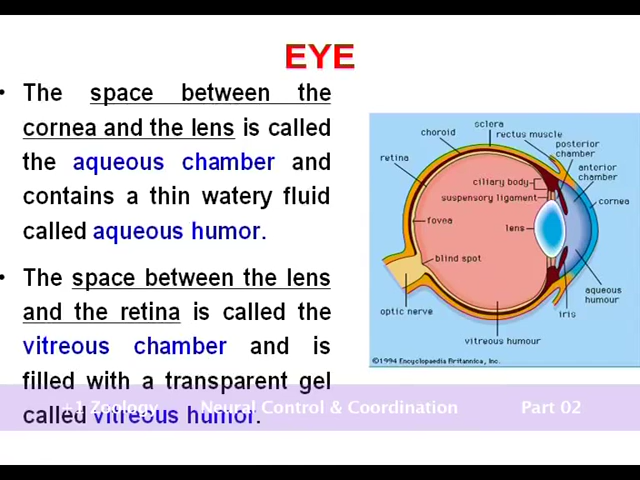 EYE
• The space between the
cornea and the lens is called
the aqueous chamber and
contains a thin watery fluid
called aqueous humor.
• The space between the lens
and the retina is called the
vitreous chamber and is
filled with a transparent gel
called vitreous humor.
sclera
choroid
rectus muscle
posterior
chamber
retina
anterior
chamber
ciliary body
suspensory ligament
cornea
fovea
lens
blind spot
aqueous
humour
optic nerve
iris
vitreous humour
©1994 Encyclopaedia Britannica, Inc.
+1 Zoology Neural Control & Coordination Part 02